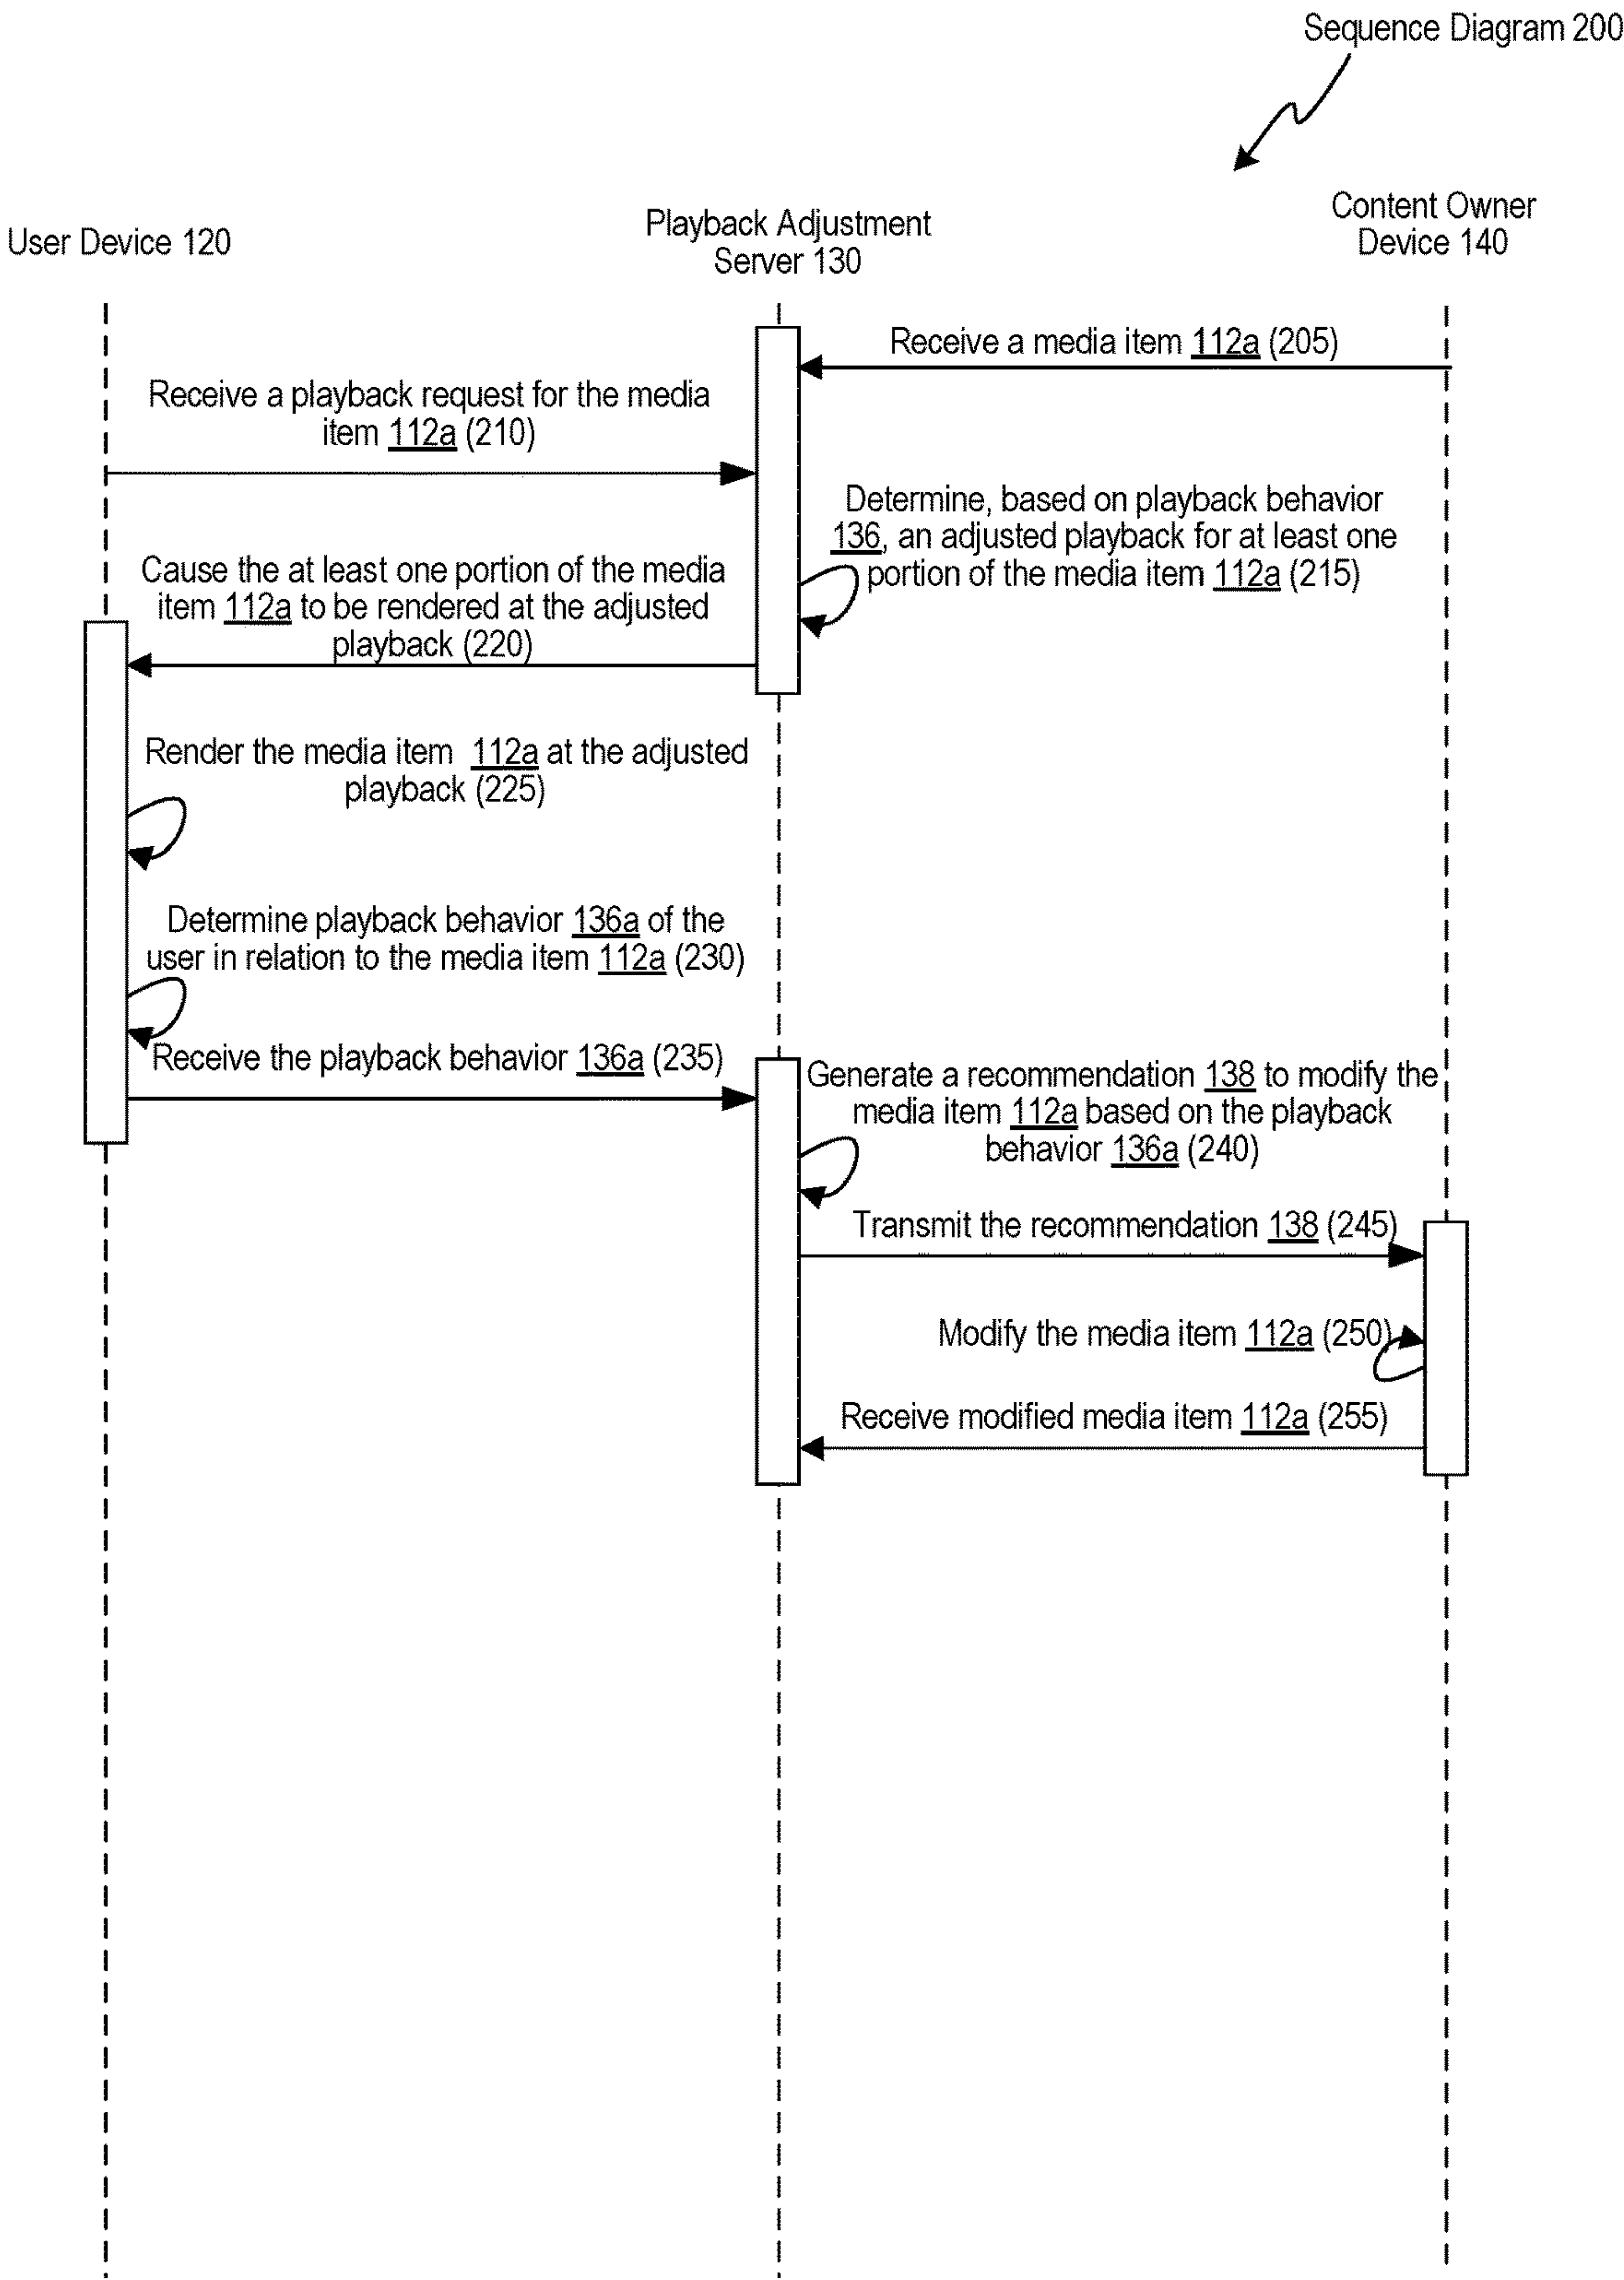 Sequence Diagram 200
User Device 120
Playback Adjustment
Server 130
Content Owner
Device 140
Receive a media item 112a (205)
Receive a playback request for the media
item 112a (210)
Determine, based on playback behavior
136, an adjusted playback for at least one
portion of the media item 112a (215)
Cause the at least one portion of the media
item 112a to be rendered at the adjusted
playback (220)
Render the media item 112a at the adjusted
playback (225)
Determine playback behavior 136a of the
user in relation to the media item 112a (230)
Receive the playback behavior 136a (235)
Generate a recommendation 138 to modify the
media item 112a based on the playback
behavior 136a (240)
Transmit the recommendation 138 (245)
Modify the media item 112a (250)
Receive modified media item 112a (255)